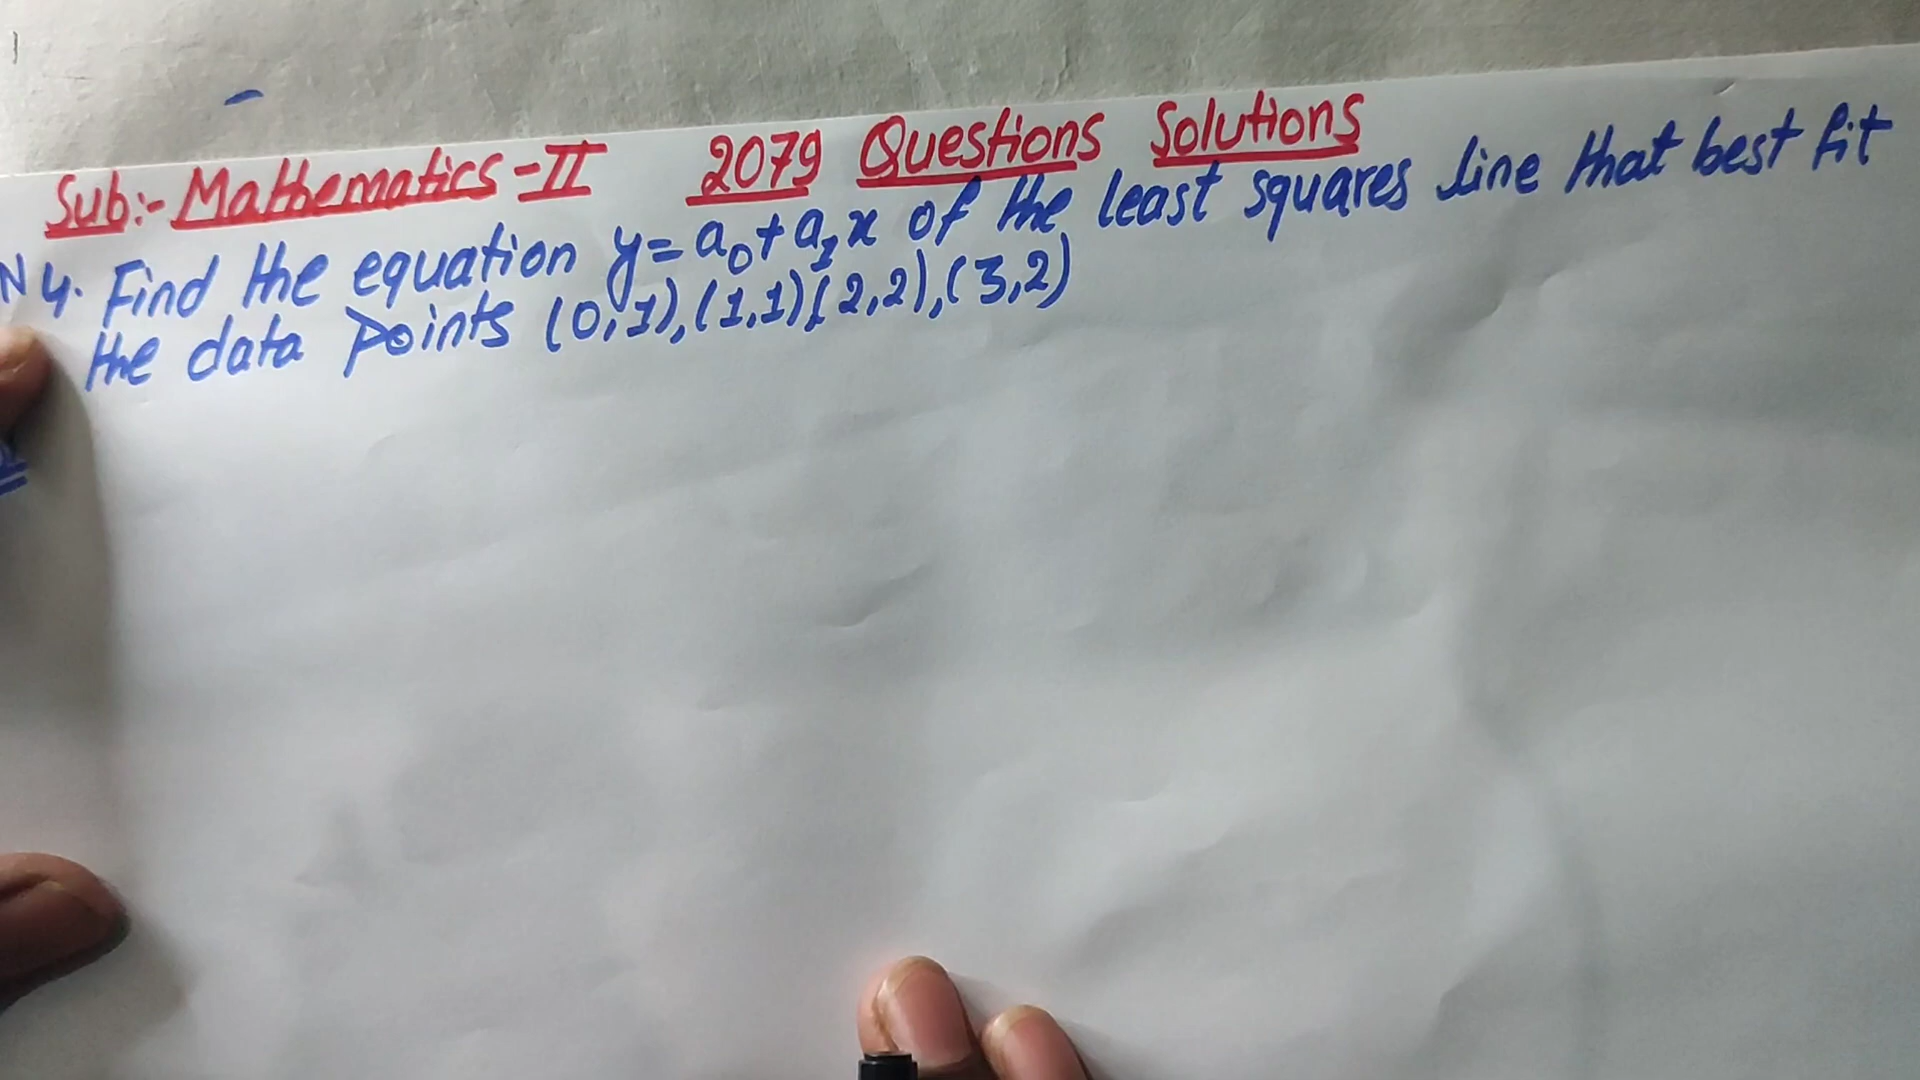 Sub:- Mathematics-II 2079 Questions Solutions
N 4. Find the equation y = a₀ + a₁x of the least squares line that best fit
the data points (0,1), (1,1), (2,2), (3,2)